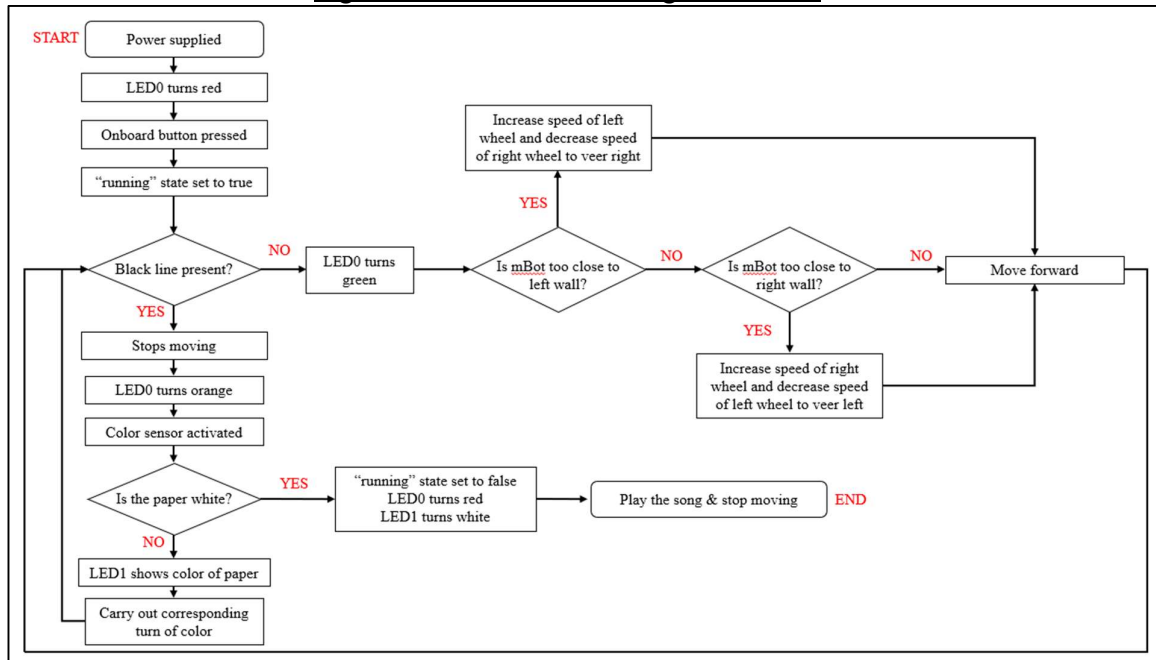 START
Power supplied
LED0 turns red
Onboard button pressed
“running” state set to true
Black line present?
NO
LED0 turns
green
Is mBot too close to
left wall?
YES
Increase speed of left
wheel and decrease speed
of right wheel to veer right
NO
Is mBot too close to
right wall?
NO
Move forward
YES
Increase speed of right
wheel and decrease speed
of left wheel to veer left
YES
Stops moving
LED0 turns orange
Color sensor activated
Is the paper white?
YES
“running” state set to false
LED0 turns red
LED1 turns white
Play the song & stop moving
END
NO
LED1 shows color of paper
Carry out corresponding
turn of color